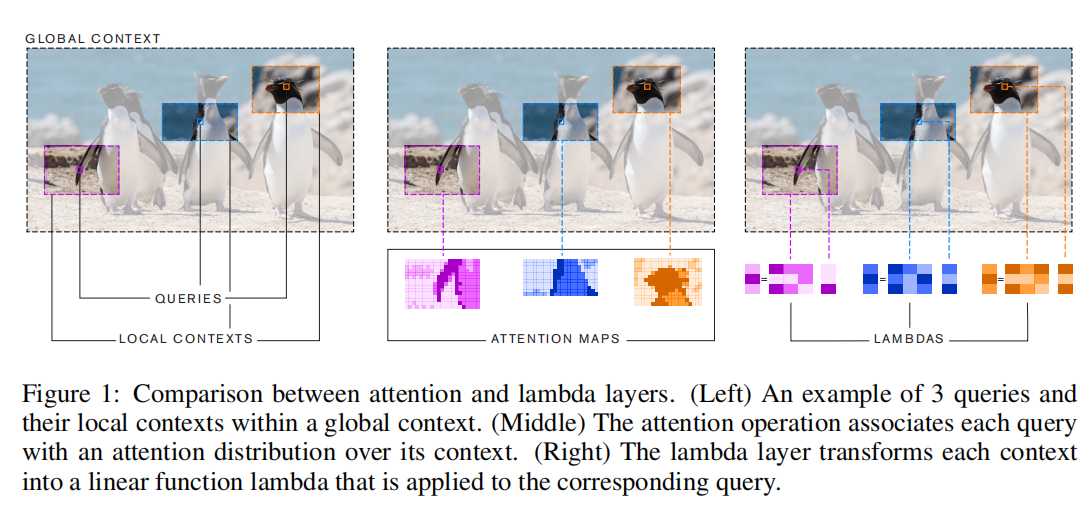 GLOBAL CONTEXT
QUERIES
LOCAL CONTEXTS
ATTENTION MAPS
= = =
LAMBDAS
Figure 1: Comparison between attention and lambda layers. (Left) An example of 3 queries and
their local contexts within a global context. (Middle) The attention operation associates each query
with an attention distribution over its context. (Right) The lambda layer transforms each context
into a linear function lambda that is applied to the corresponding query.